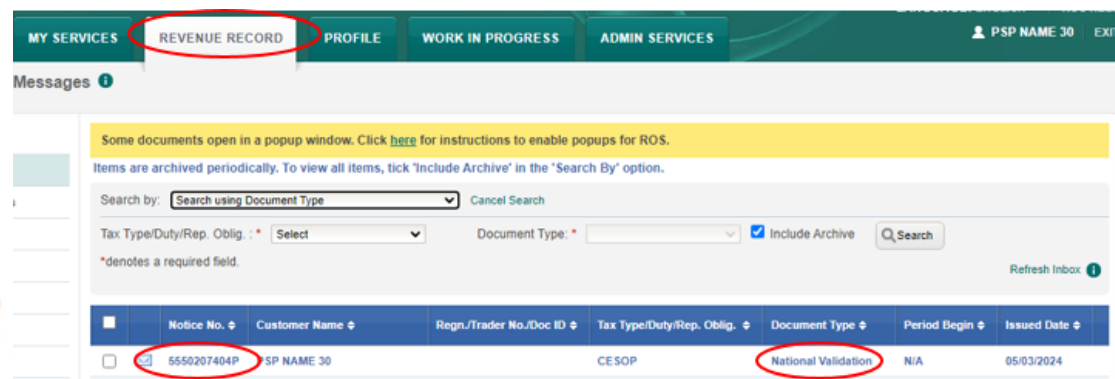 MY SERVICES REVENUE RECORD PROFILE WORK IN PROGRESS ADMIN SERVICES PSP NAME 30 EXIT
Messages
Some documents open in a popup window. Click here for instructions to enable popups for ROS.
Items are archived periodically. To view all items, tick 'Include Archive' in the 'Search By' option.
Search by: Search using Document Type Cancel Search
Tax Type/Duty/Rep. Oblig. : * Select Document Type: * Include Archive Search
*denotes a required field.
Refresh Inbox
Notice No. Customer Name Regn./Trader No./Doc ID Tax Type/Duty/Rep. Oblig. Document Type Period Begin Issued Date
5550207404P PSP NAME 30 CESOP National Validation N/A 05/03/2024